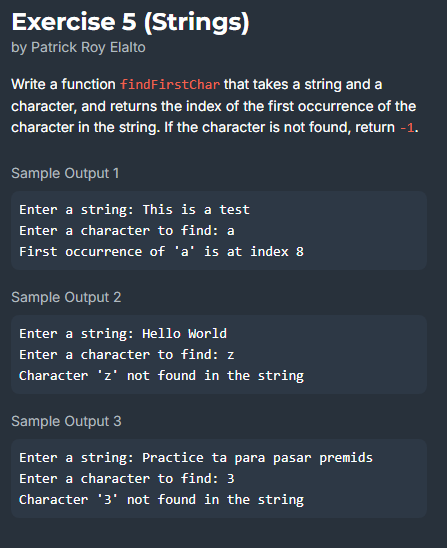 Exercise 5 (Strings)
by Patrick Roy Elalto
Write a function findFirstChar that takes a string and a
character, and returns the index of the first occurrence of the
character in the string. If the character is not found, return -1.
Sample Output 1
Enter a string: This is a test
Enter a character to find: a
First occurrence of 'a' is at index 8
Sample Output 2
Enter a string: Hello World
Enter a character to find: z
Character 'z' not found in the string
Sample Output 3
Enter a string: Practice ta para pasar premids
Enter a character to find: 3
Character '3' not found in the string